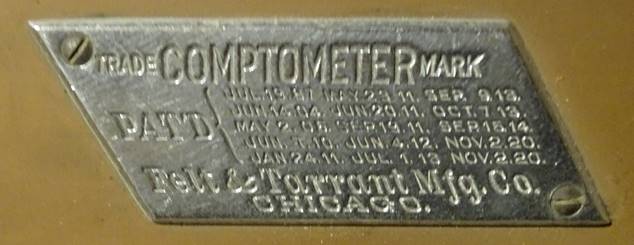 TRADE COMPTOMETER MARK
PAT'D
JUL.19.87. MAY.23.11. SEP. 9.13.
JUN.14.04. JUN.20.11. OCT.7.13.
MAY 2. 05. SEP.19.11. SEP.15.14.
JUN. 7. 10. JUN. 4. 12. NOV. 2. 20.
JAN 24. 11. JUL. 1. 13 NOV. 2. 20.
Felt & Tarrant Mfg. Co.
CHICAGO.